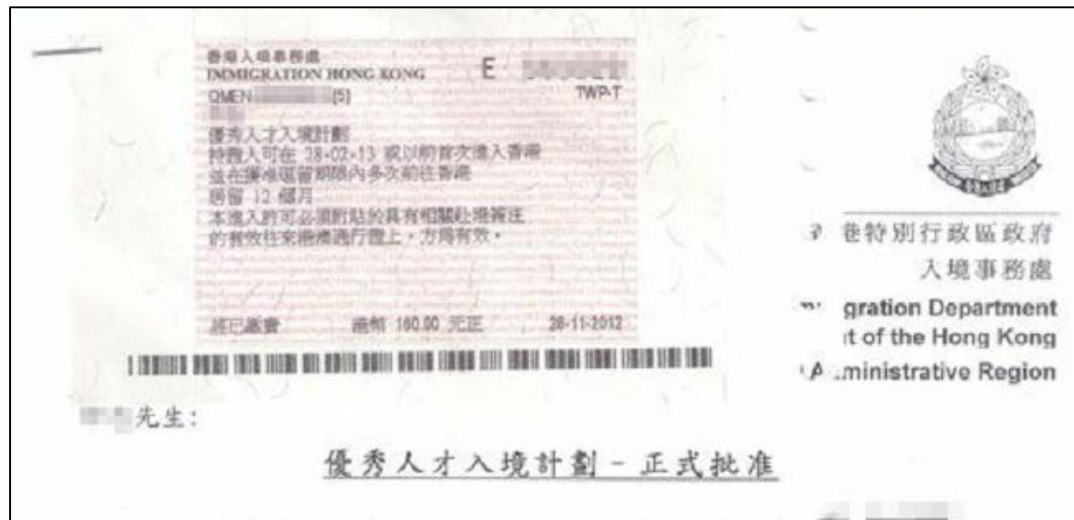 香港入境事務處
IMMIGRATION HONG KONG
E
QMEN
[5]
TWP-T
優秀人才入境計劃
持證人可在 28-02-13 或以前首次進入香港
並在獲准逗留期限內多次前往香港
居留 12 個月
本進入許可必須附貼於具有相關赴港簽注
的有效往來港澳通行證上，方為有效。
經已繳費
港幣 160.00 元正
28-11-2012
港特別行政區政府
入境事務處
gration Department
t of the Hong Kong
ministrative Region
先生:
優秀人才入境計劃 - 正式批准